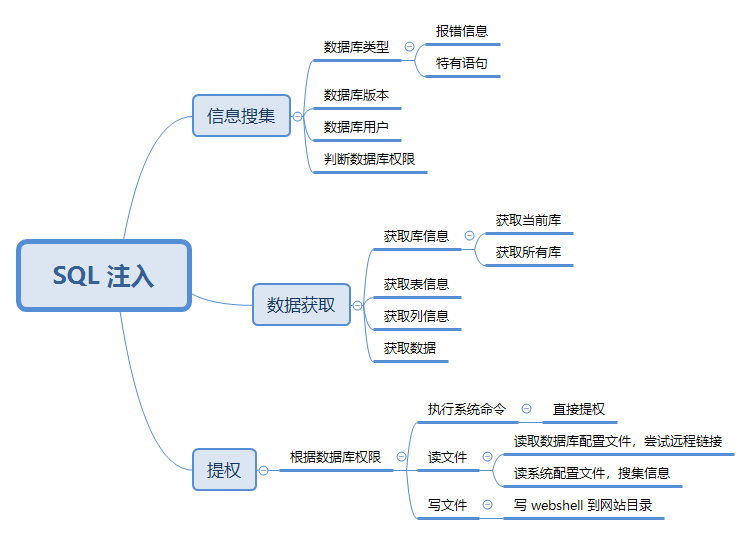 SQL 注入
信息搜集
数据库类型
报错信息
特有语句
数据库版本
数据库用户
判断数据库权限
数据获取
获取库信息
获取当前库
获取所有库
获取表信息
获取列信息
获取数据
提权
根据数据库权限
执行系统命令
直接提权
读文件
读取数据库配置文件，尝试远程链接
读系统配置文件，搜集信息
写文件
写 webshell 到网站目录